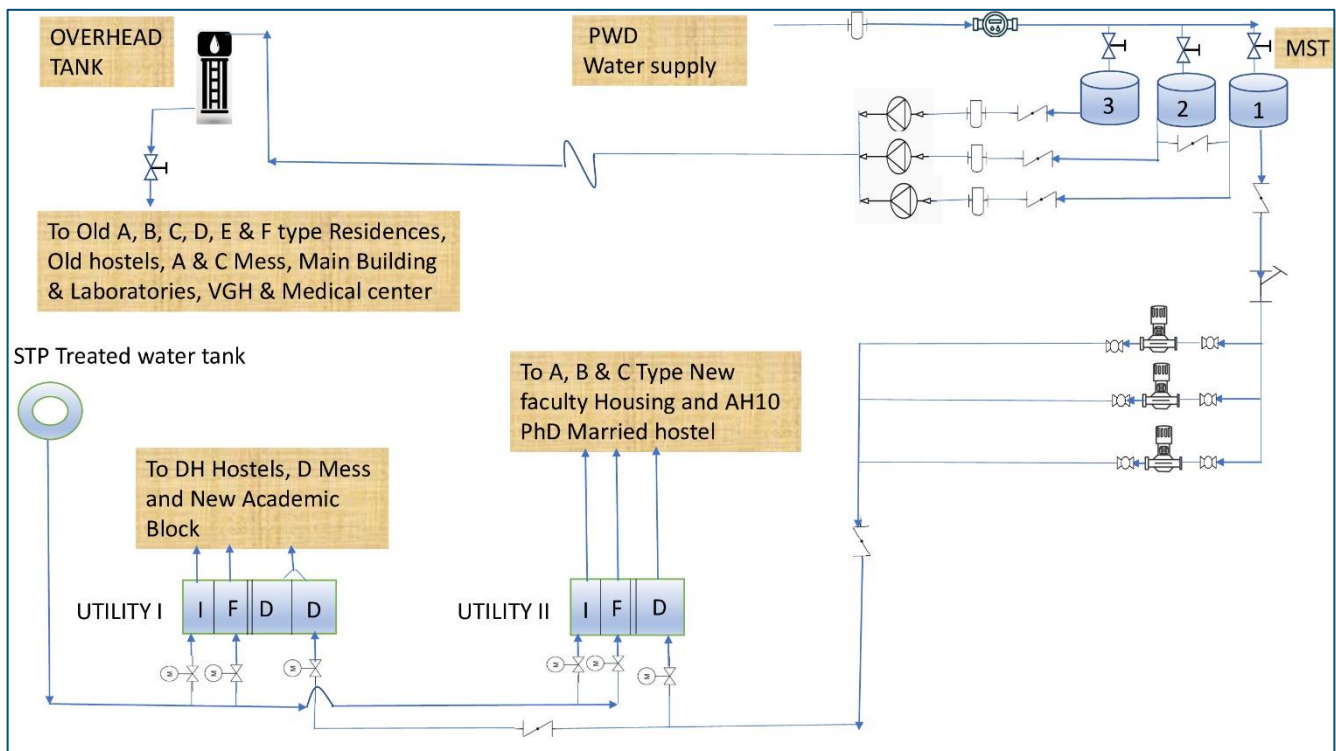 OVERHEAD
TANK
PWD
Water supply
MST
3
2
1
To Old A, B, C, D, E & F type Residences,
Old hostels, A & C Mess, Main Building
& Laboratories, VGH & Medical center
STP Treated water tank
To A, B & C Type New
faculty Housing and AH10
PhD Married hostel
To DH Hostels, D Mess
and New Academic
Block
UTILITY I
I F D D
UTILITY II
I F D
M M M
M M M